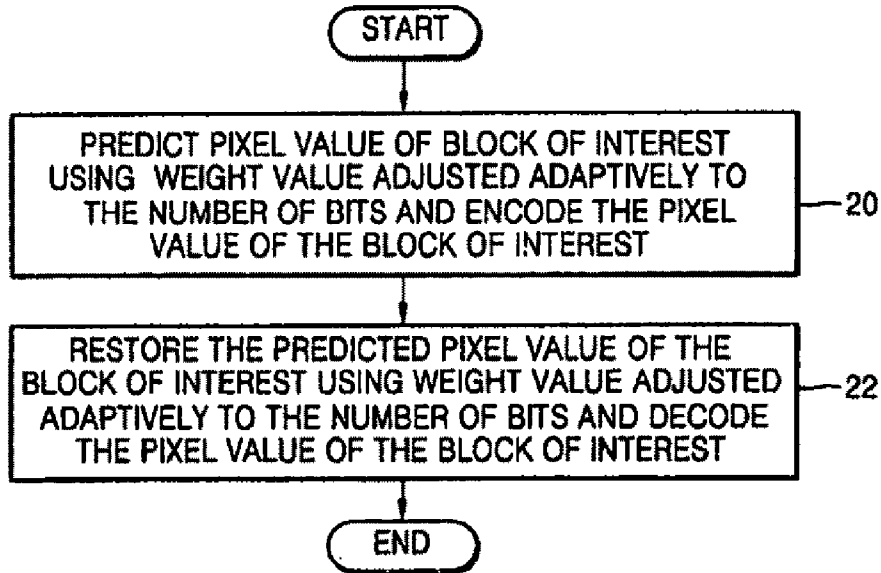 START
PREDICT PIXEL VALUE OF BLOCK OF INTEREST
USING WEIGHT VALUE ADJUSTED ADAPTIVELY TO
THE NUMBER OF BITS AND ENCODE THE PIXEL
VALUE OF THE BLOCK OF INTEREST
20
RESTORE THE PREDICTED PIXEL VALUE OF THE
BLOCK OF INTEREST USING WEIGHT VALUE ADJUSTED
ADAPTIVELY TO THE NUMBER OF BITS AND DECODE
THE PIXEL VALUE OF THE BLOCK OF INTEREST
22
END